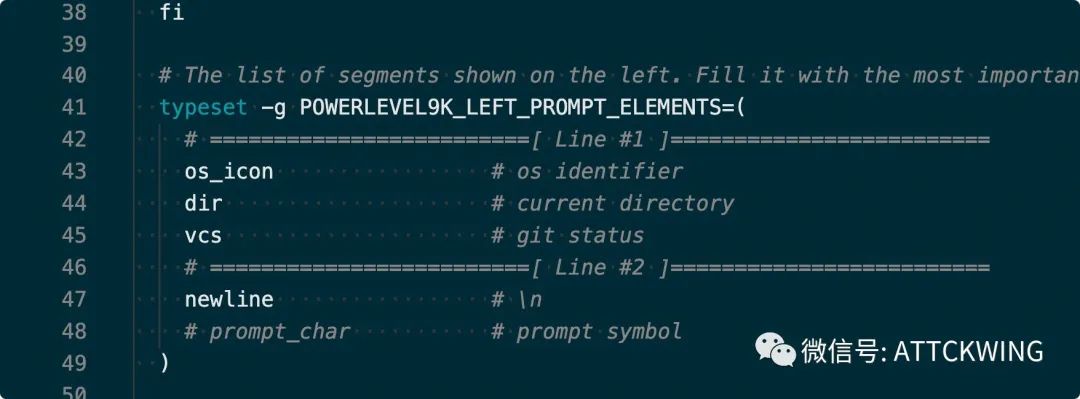 38 fi
39
40 # The list of segments shown on the left. Fill it with the most importan
41 typeset -g POWERLEVEL9K_LEFT_PROMPT_ELEMENTS=(
42 # =========================[ Line #1 ]=========================
43 os_icon # os identifier
44 dir # current directory
45 vcs # git status
46 # =========================[ Line #2 ]=========================
47 newline # \n
48 # prompt_char # prompt symbol
49 )
50
微信号: ATTCKWING